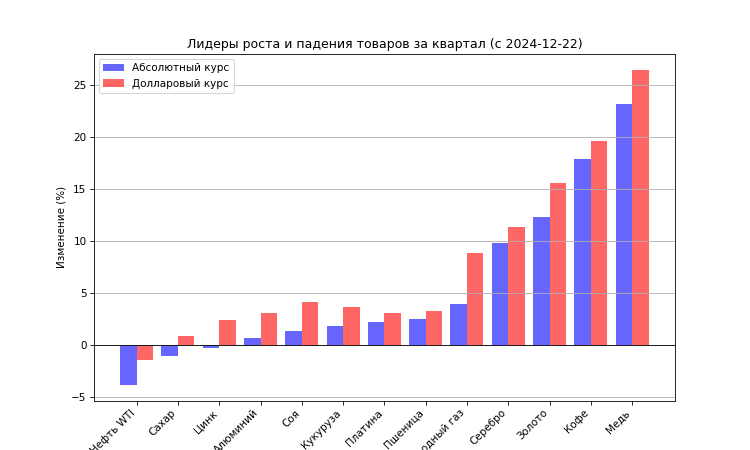 Лидеры роста и падения товаров за квартал (с 2024-12-22)
Абсолютный курс
Долларовый курс
Изменение (%)
25
20
15
10
5
0
−5
Нефть WTI
Сахар
Цинк
Алюминий
Соя
Кукуруза
Платина
Пшеница
газ
Серебро
Золото
Кофе
Медь